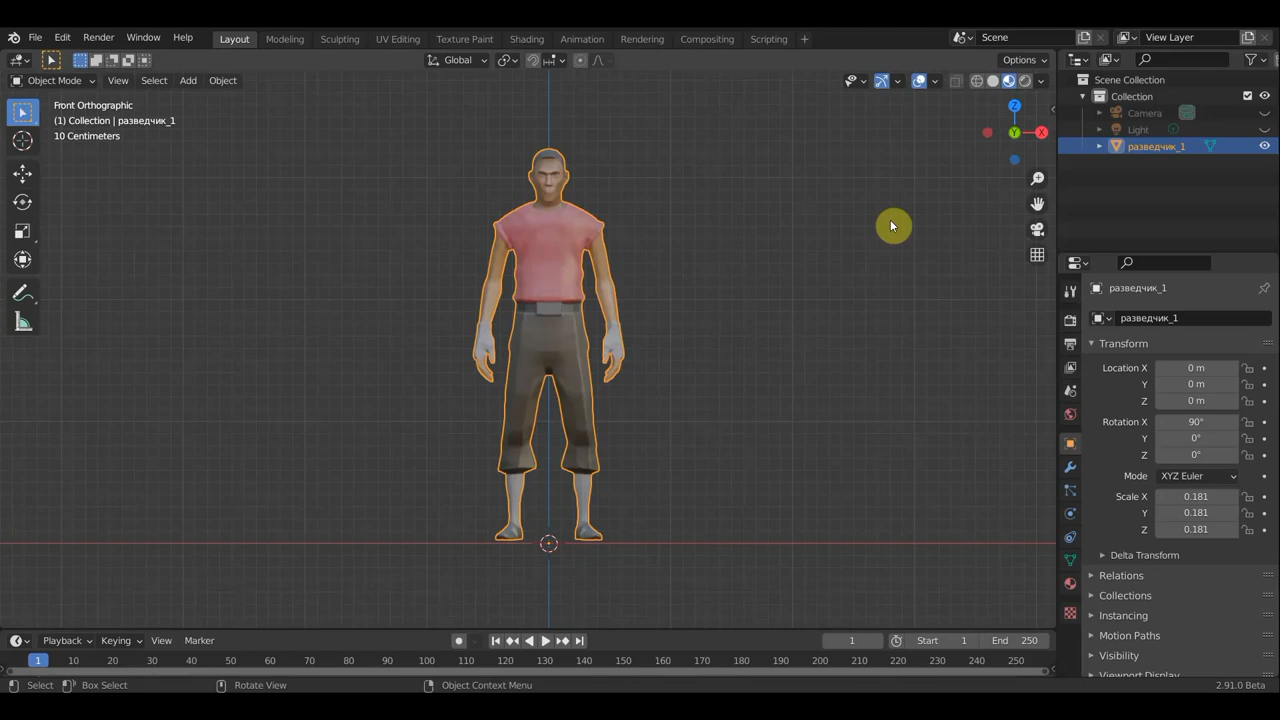 File Edit Render Window Help Layout Modeling Sculpting UV Editing Texture Paint Shading Animation Rendering Compositing Scripting Scene View Layer
Global Options
Object Mode View Select Add Object
Scene Collection
Collection
Camera
Light
разведчик_1
Front Orthographic
(1) Collection | разведчик_1
10 Centimeters
Z
Y
X
разведчик_1
разведчик_1
Transform
Location X 0 m
Y 0 m
Z 0 m
Rotation X 90°
Y 0°
Z 0°
Mode XYZ Euler
Scale X 0.181
Y 0.181
Z 0.181
Delta Transform
Relations
Collections
Instancing
Motion Paths
Visibility
Viewport Display
Playback Keying View Marker 1 Start 1 End 250
1 10 20 30 40 50 60 70 80 90 100 110 120 130 140 150 160 170 180 190 200 210 220 230 240 250
Select Box Select Rotate View Object Context Menu 2.91.0 Beta